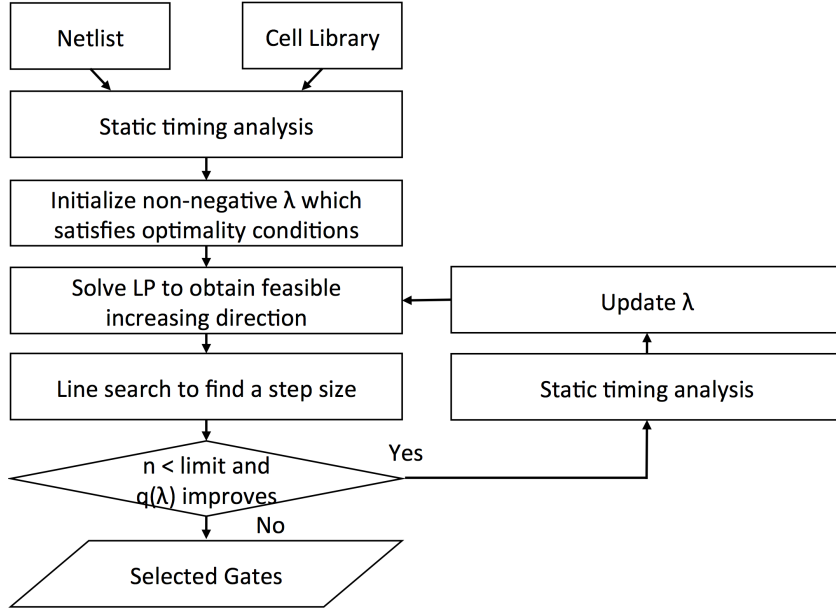 Netlist
Cell Library
Static timing analysis
Initialize non-negative λ which
satisfies optimality conditions
Solve LP to obtain feasible
increasing direction
Update λ
Line search to find a step size
Static timing analysis
Yes
n < limit and
q(λ) improves
No
Selected Gates